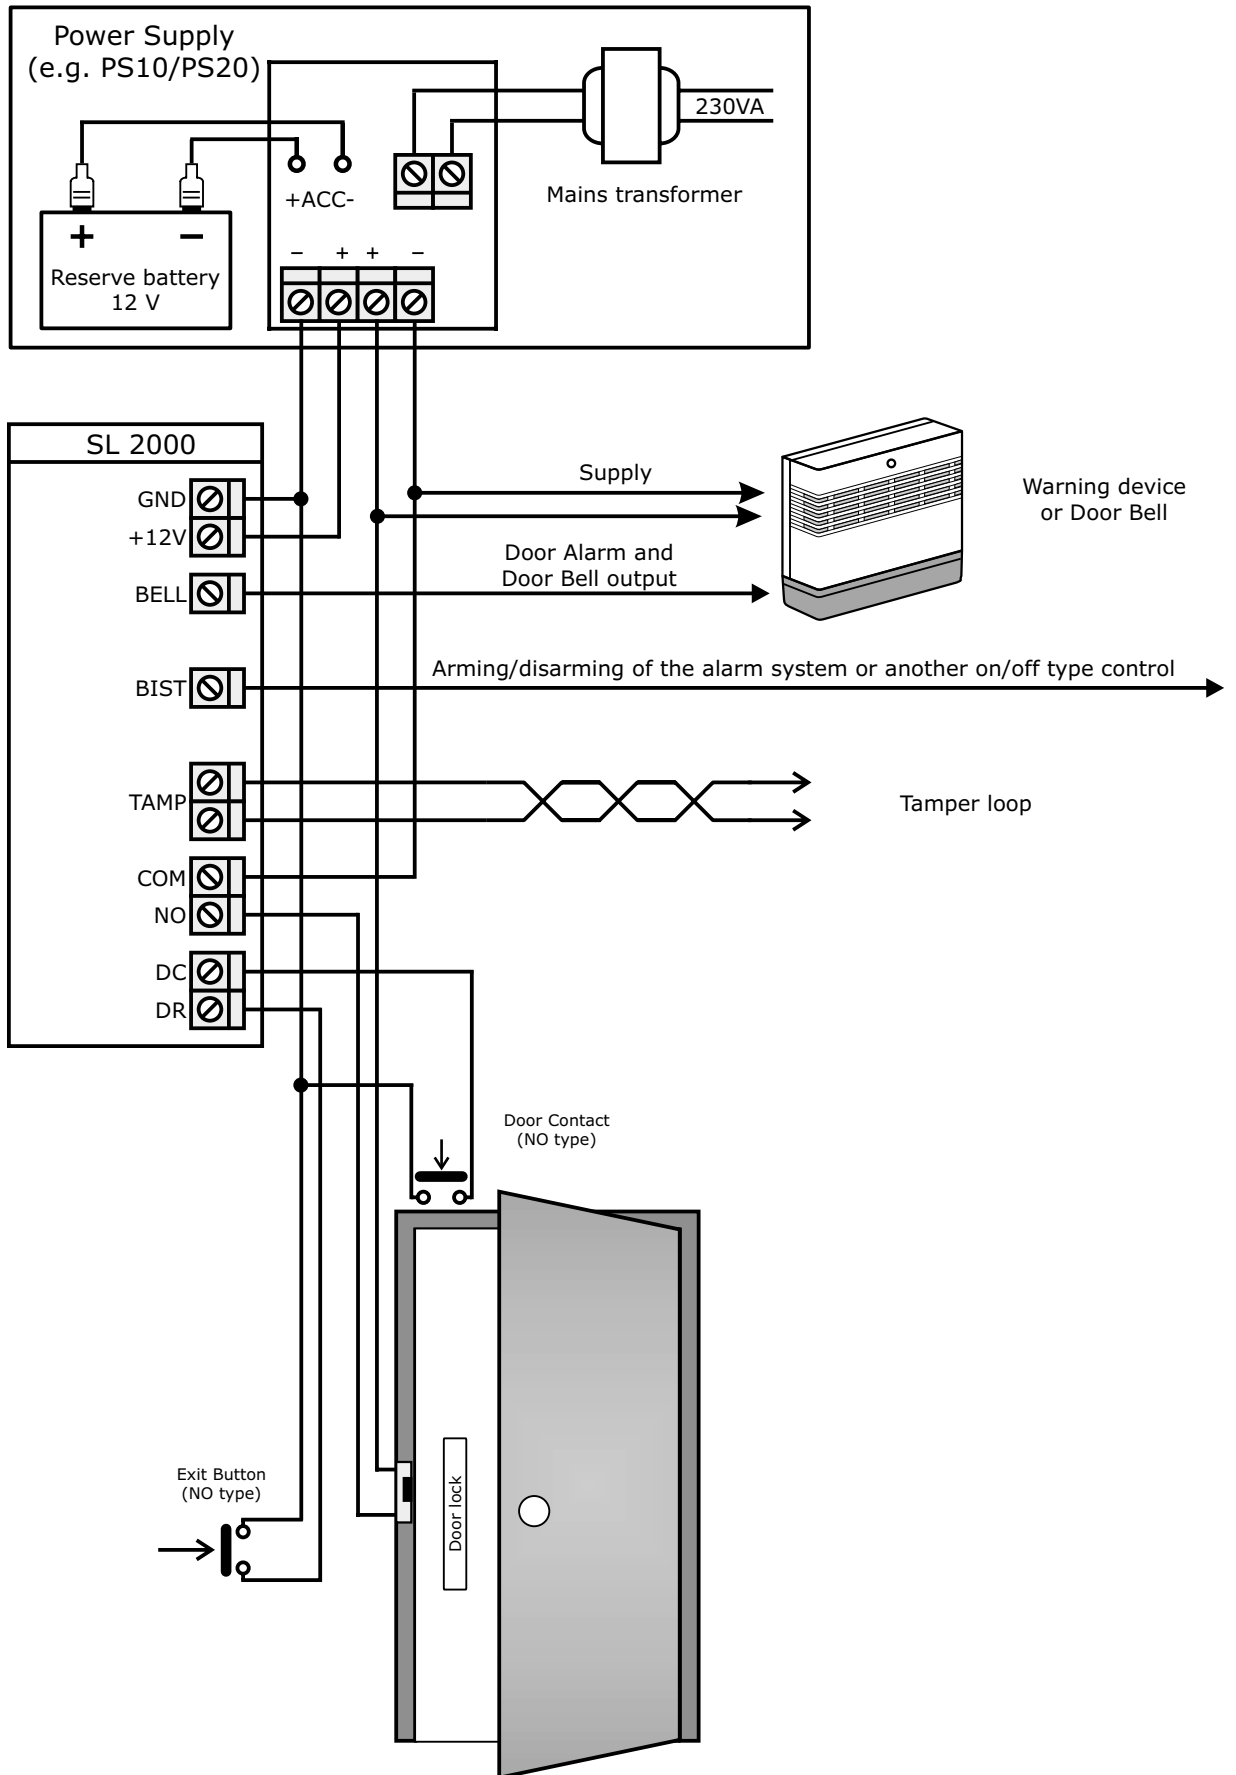 Power Supply
(e.g. PS10/PS20)
230VA
+ACC-
Mains transformer
+ −
− + + −
Reserve battery
12 V
SL 2000
GND
+12V
BELL
BIST
TAMP
COM
NO
DC
DR
Supply
Warning device
or Door Bell
Door Alarm and
Door Bell output
Arming/disarming of the alarm system or another on/off type control
Tamper loop
Door Contact
(NO type)
Exit Button
(NO type)
Door lock